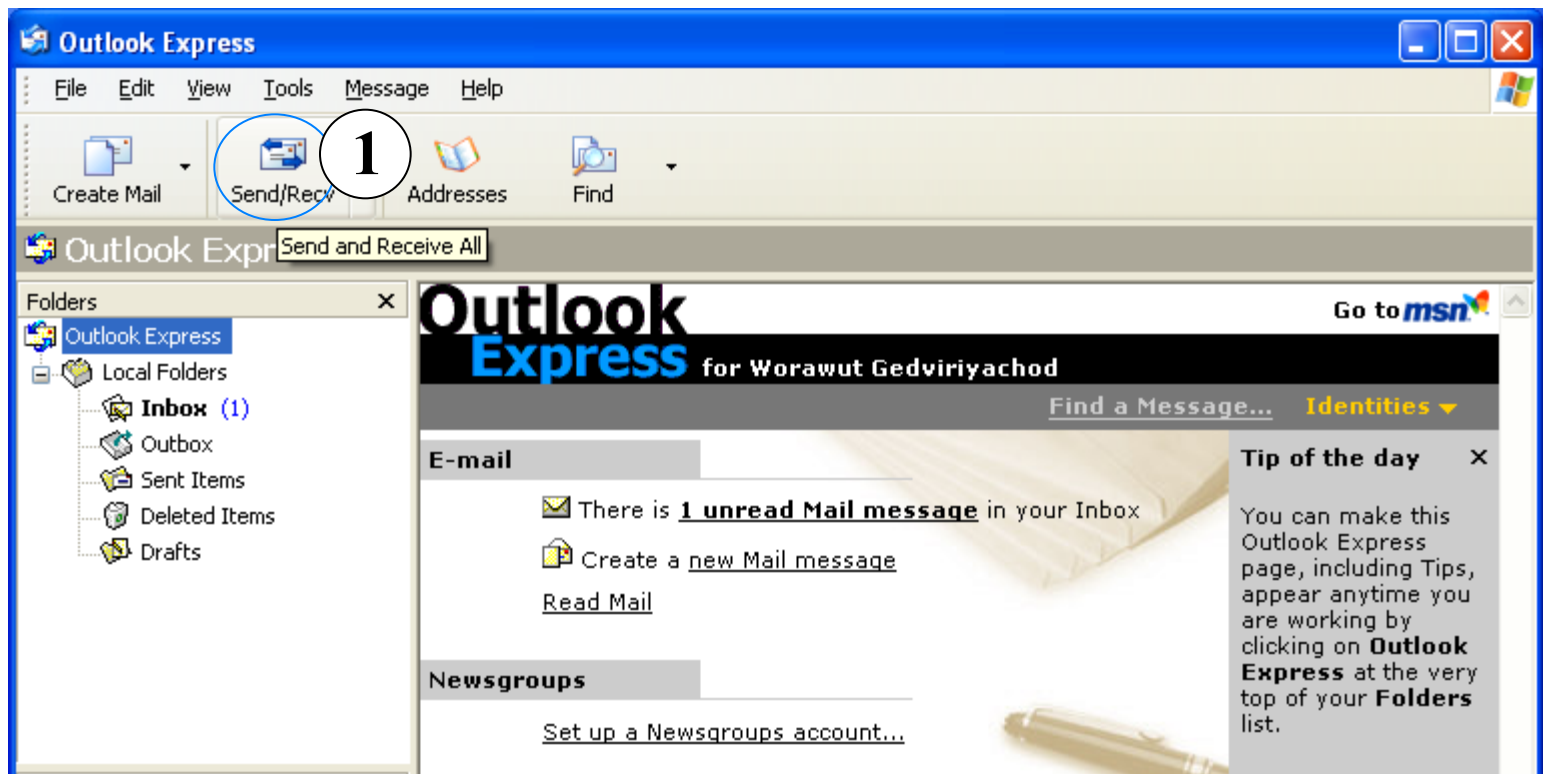 Outlook Express
File Edit View Tools Message Help
1
Create Mail Send/Recv Addresses Find
Outlook Expr
Send and Receive All
Folders
Outlook Express
Local Folders
Inbox (1)
Outbox
Sent Items
Deleted Items
Drafts
Outlook
Express for Worawut Gedviriyachod
Go to msn
Find a Message... Identities
E-mail
There is 1 unread Mail message in your Inbox
Create a new Mail message
Read Mail
Newsgroups
Set up a Newsgroups account...
Tip of the day
You can make this
Outlook Express
page, including Tips,
appear anytime you
are working by
clicking on Outlook
Express at the very
top of your Folders
list.